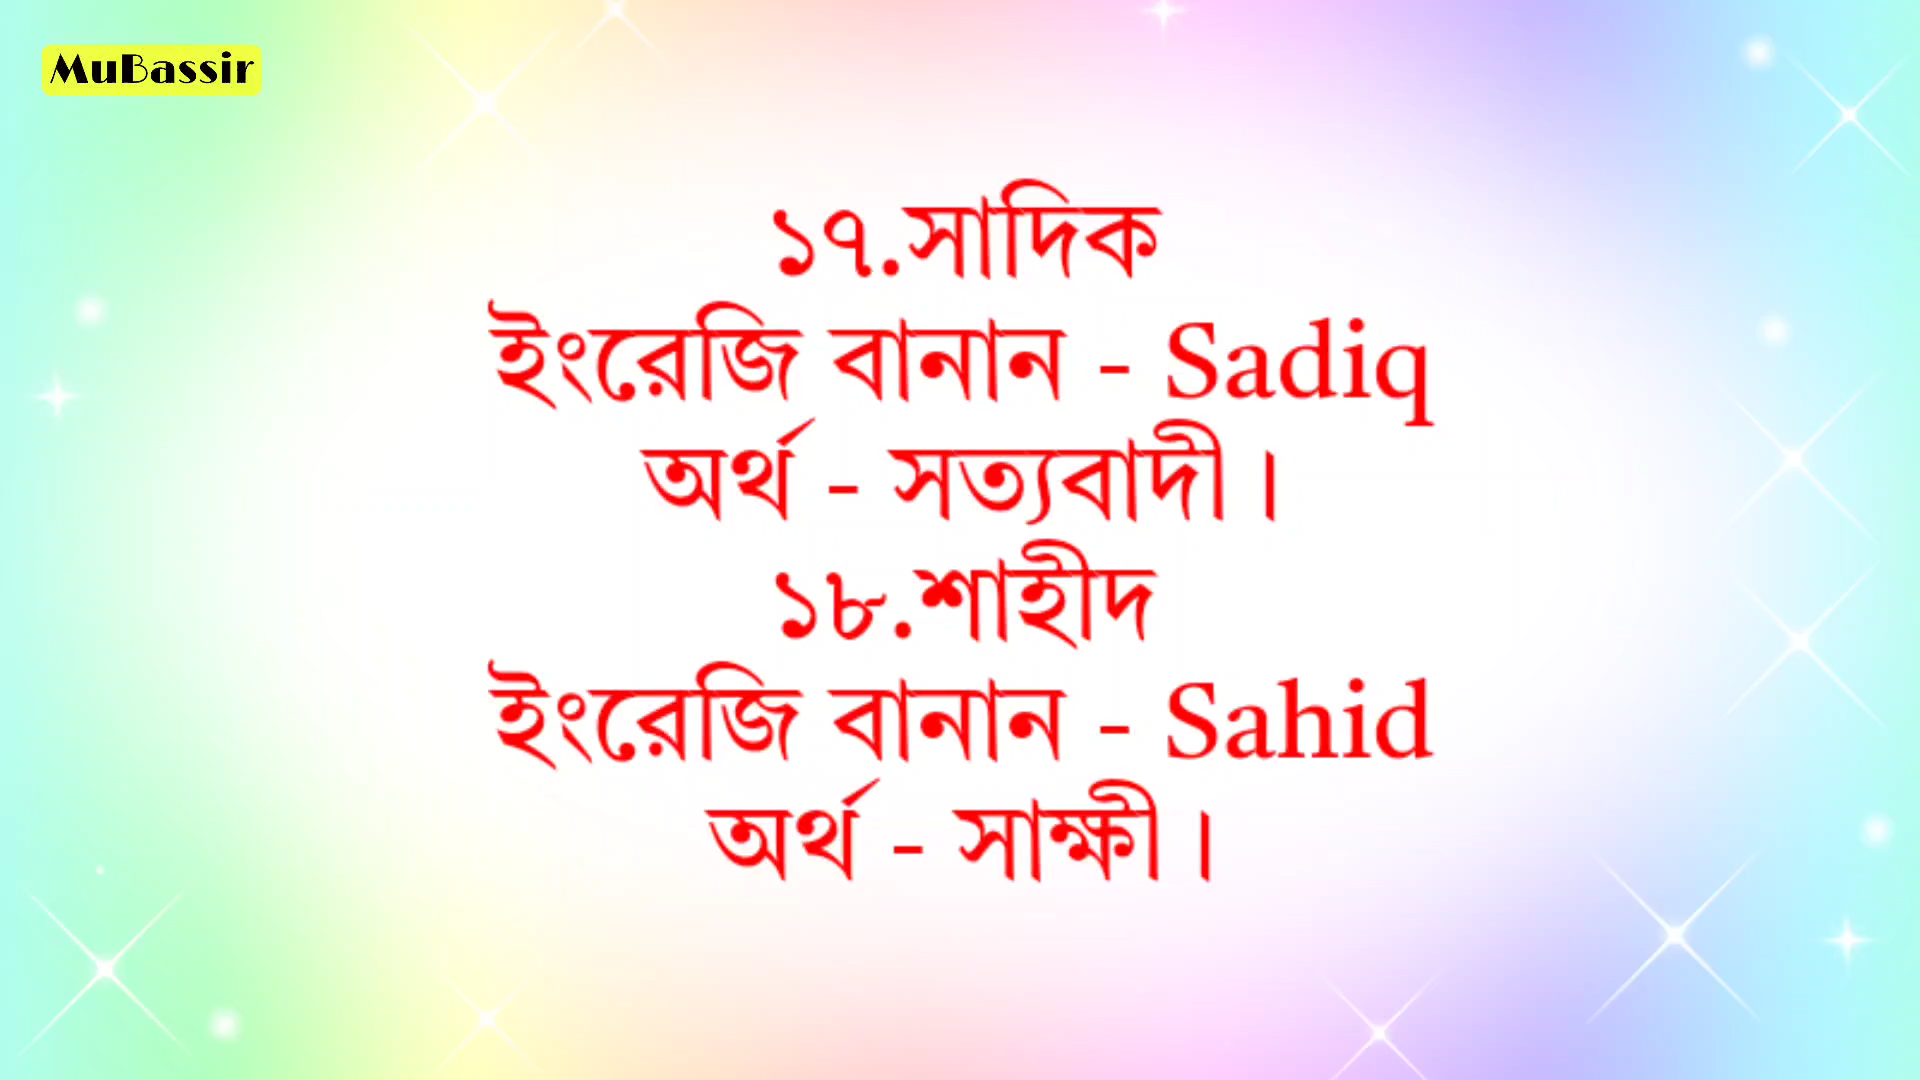 MuBassir
১৭.সাদিক
ইংরেজি বানান - Sadiq
অর্থ - সত্যবাদী।
১৮.শাহীদ
ইংরেজি বানান - Sahid
অর্থ - সাক্ষী।